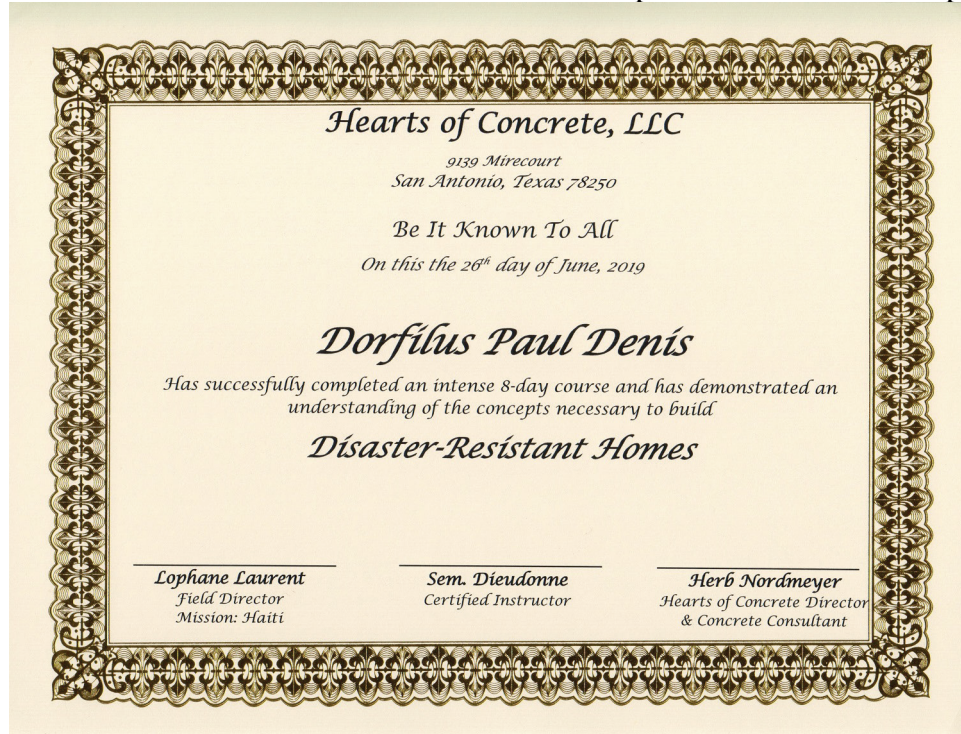 Hearts of Concrete, LLC
9139 Mirecourt
San Antonio, Texas 78250
Be It Known To All
On this the 26th day of June, 2019
Dorfilus Paul Denis
Has successfully completed an intense 8-day course and has demonstrated an
understanding of the concepts necessary to build
Disaster-Resistant Homes
Lophane Laurent
Field Director
Mission: Haiti
Sem. Dieudonne
Certified Instructor
Herb Nordmeyer
Hearts of Concrete Director
& Concrete Consultant